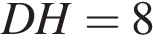 DH = 8